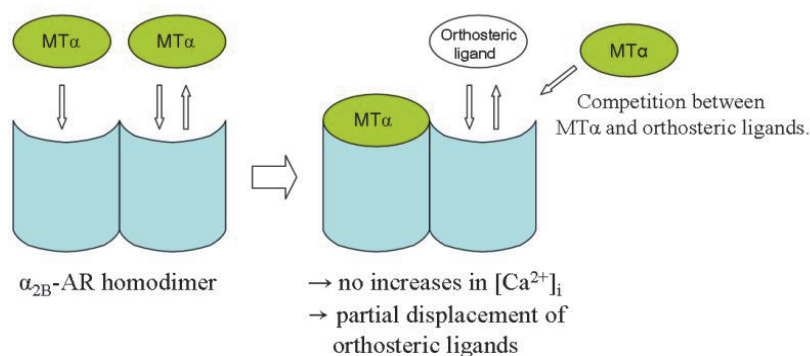 MTα
MTα
Orthosteric
ligand
MTα
Competition between
MTα and orthosteric ligands.
MTα
α₂B-AR homodimer
→ no increases in [Ca²⁺]ᵢ
→ partial displacement of
orthosteric ligands